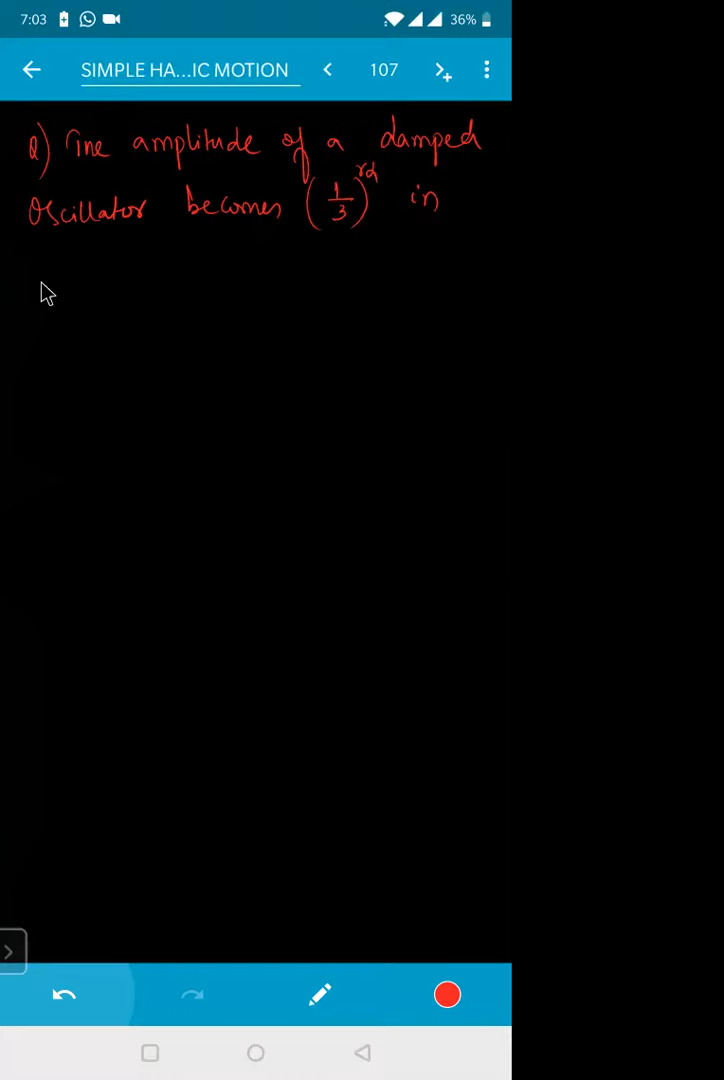 7:03 36%
SIMPLE HA...IC MOTION 107
Q) The amplitude of a damped
Oscillator becomes (1/3)rd in